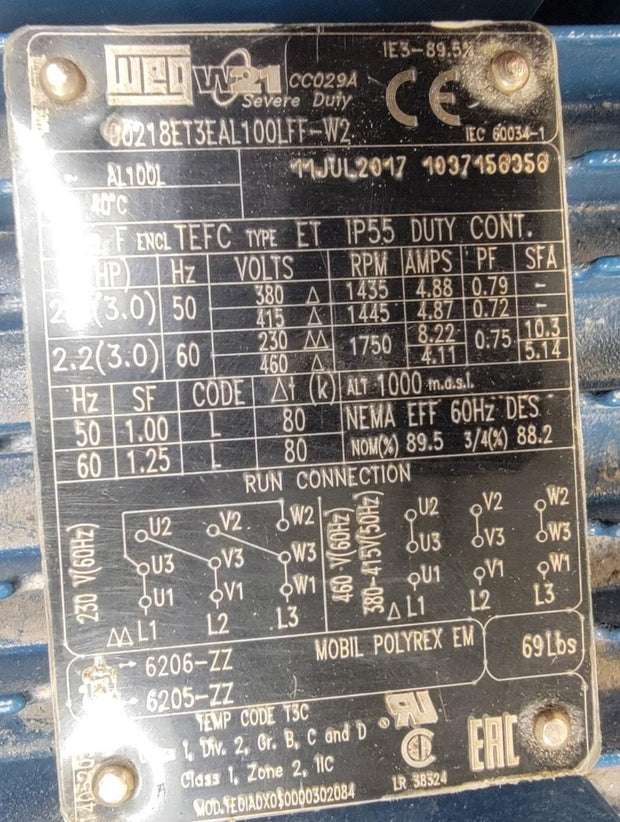 IE3-89.5%
WEG W21 CC029A
Severe Duty
CE
00218ET3EAL100LFF-W2 IEC 60034-1
~ AL100L 11JUL2017 1037158358
40°C
F ENCL TEFC TYPE ET IP55 DUTY CONT.
(HP) Hz VOLTS RPM AMPS PF SFA
(3.0) 50 380 Δ 1435 4.88 0.79 -
415 Δ 1445 4.87 0.72 -
2.2(3.0) 60 230 ΔΔ 1750 8.22 0.75 10.3
460 Δ 4.11 5.14
Hz SF CODE Δt (k) ALT 1000 m.a.s.l.
50 1.00 L 80 NEMA EFF 60Hz DES
60 1.25 L 80 NOM(%) 89.5 3/4(%) 88.2
RUN CONNECTION
230 V(60Hz)
U2 V2 W2
U3 V3 W3
U1 V1 W1
ΔΔ L1 L2 L3
460 V(60Hz)
380-415V(50Hz)
U2 V2 W2
U3 V3 W3
U1 V1 W1
Δ L1 L2 L3
6206-ZZ MOBIL POLYREX EM 69Lbs
6205-ZZ
TEMP CODE T3C
1, Div. 2, Gr. B, C and D
Class 1, Zone 2, IIC
LR 38324
EAC
MOD.TE01A0X0$0000302084